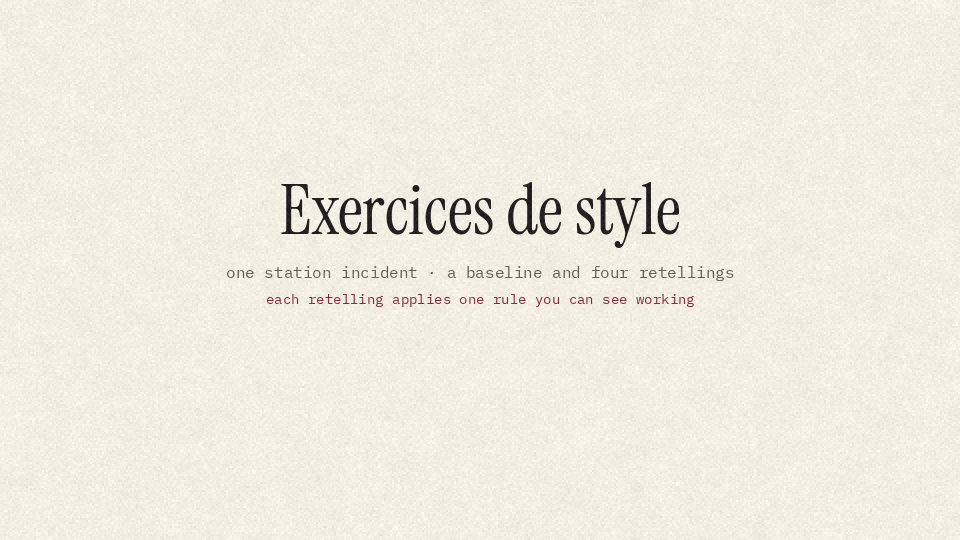 Exercices de style
one station incident · a baseline and four retellings
each retelling applies one rule you can see working